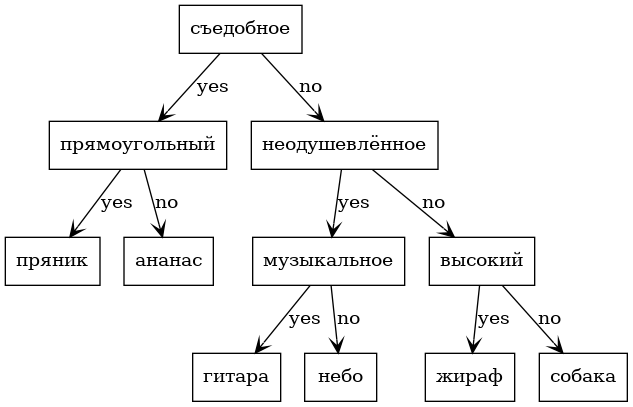 съедобное
yes
no
прямоугольный
неодушевлённое
yes
no
yes
no
пряник
ананас
музыкальное
высокий
yes
no
yes
no
гитара
небо
жираф
собака